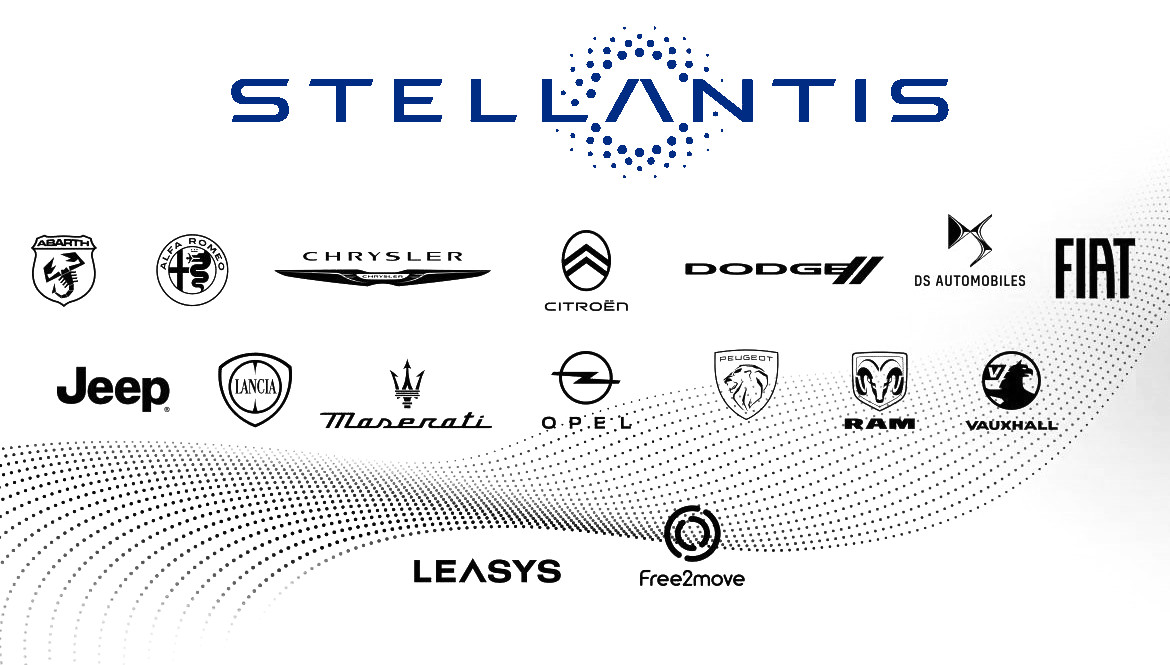 STELLANTIS
ABARTH
ALFA ROMEO
CHRYSLER
CHRYSLER
CITROËN
DODGE
DS AUTOMOBILES
FIAT
Jeep®
LANCIA
Maserati
OPEL
PEUGEOT
RAM
V
VAUXHALL
LEASYS
Free2move